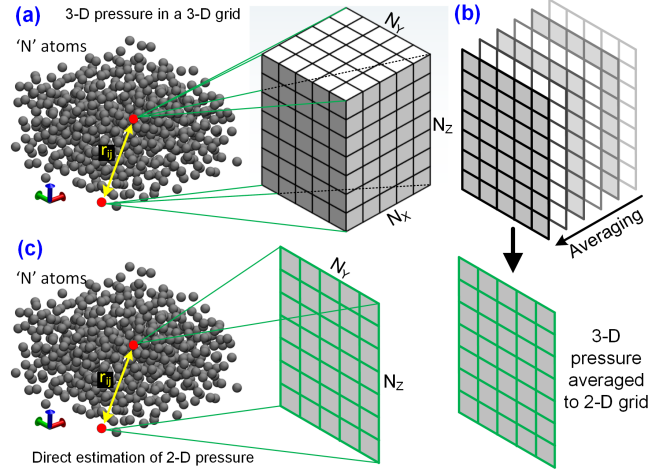 (a)
3-D pressure in a 3-D grid
'N' atoms
rij
NY
NZ
NX
(b)
Averaging
3-D
pressure
averaged
to 2-D grid
(c)
'N' atoms
rij
NY
NZ
Direct estimation of 2-D pressure